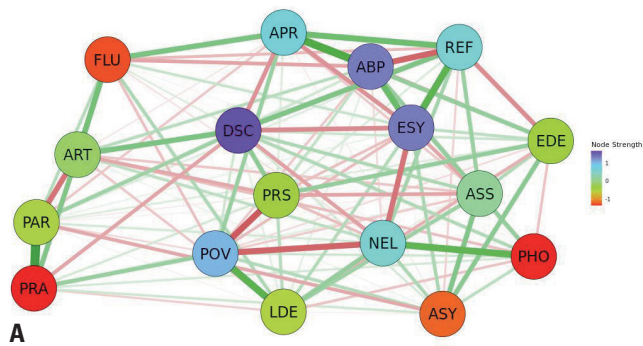 APR
REF
FLU
ABP
Node Strength
1
0
-1
DSC
ESY
EDE
ART
PRS
ASS
PAR
POV
NEL
PHO
PRA
LDE
ASY
A